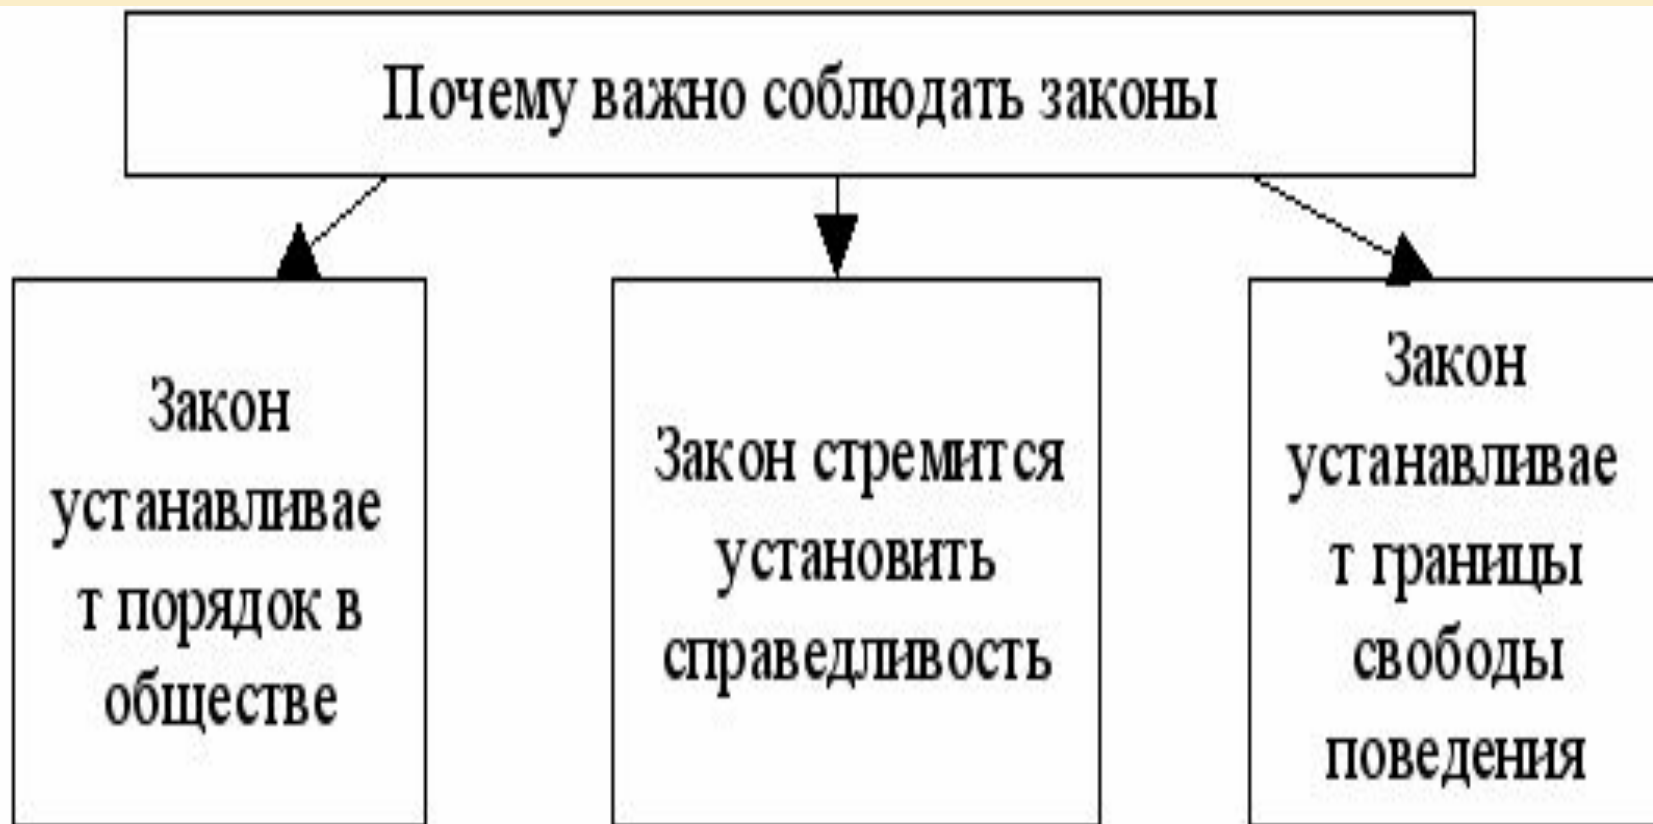 Почему важно соблюдать законы
Закон
устанавливае
т порядок в
обществе
Закон стремится
установить
справедливость
Закон
устанавливае
т границы
свободы
поведения